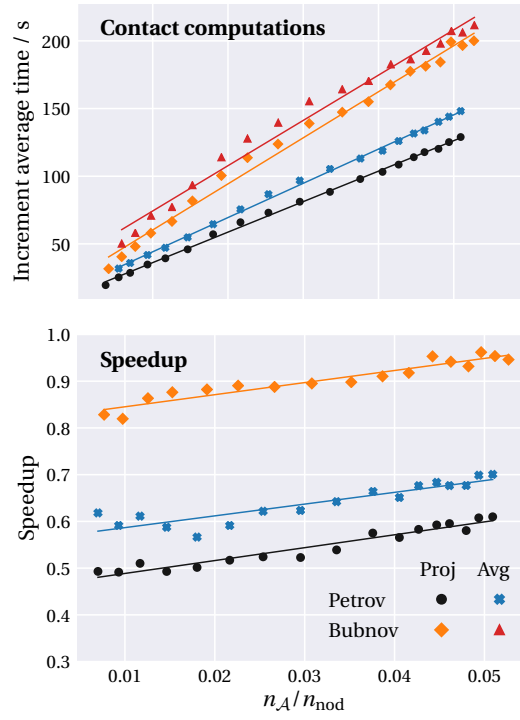 Contact computations
Increment average time / s
200
150
100
50
Speedup
Speedup
1.0
0.9
0.8
0.7
0.6
0.5
0.4
0.3
Proj Avg
Petrov
Bubnov
0.01 0.02 0.03 0.04 0.05
n_𝒜/n_nod